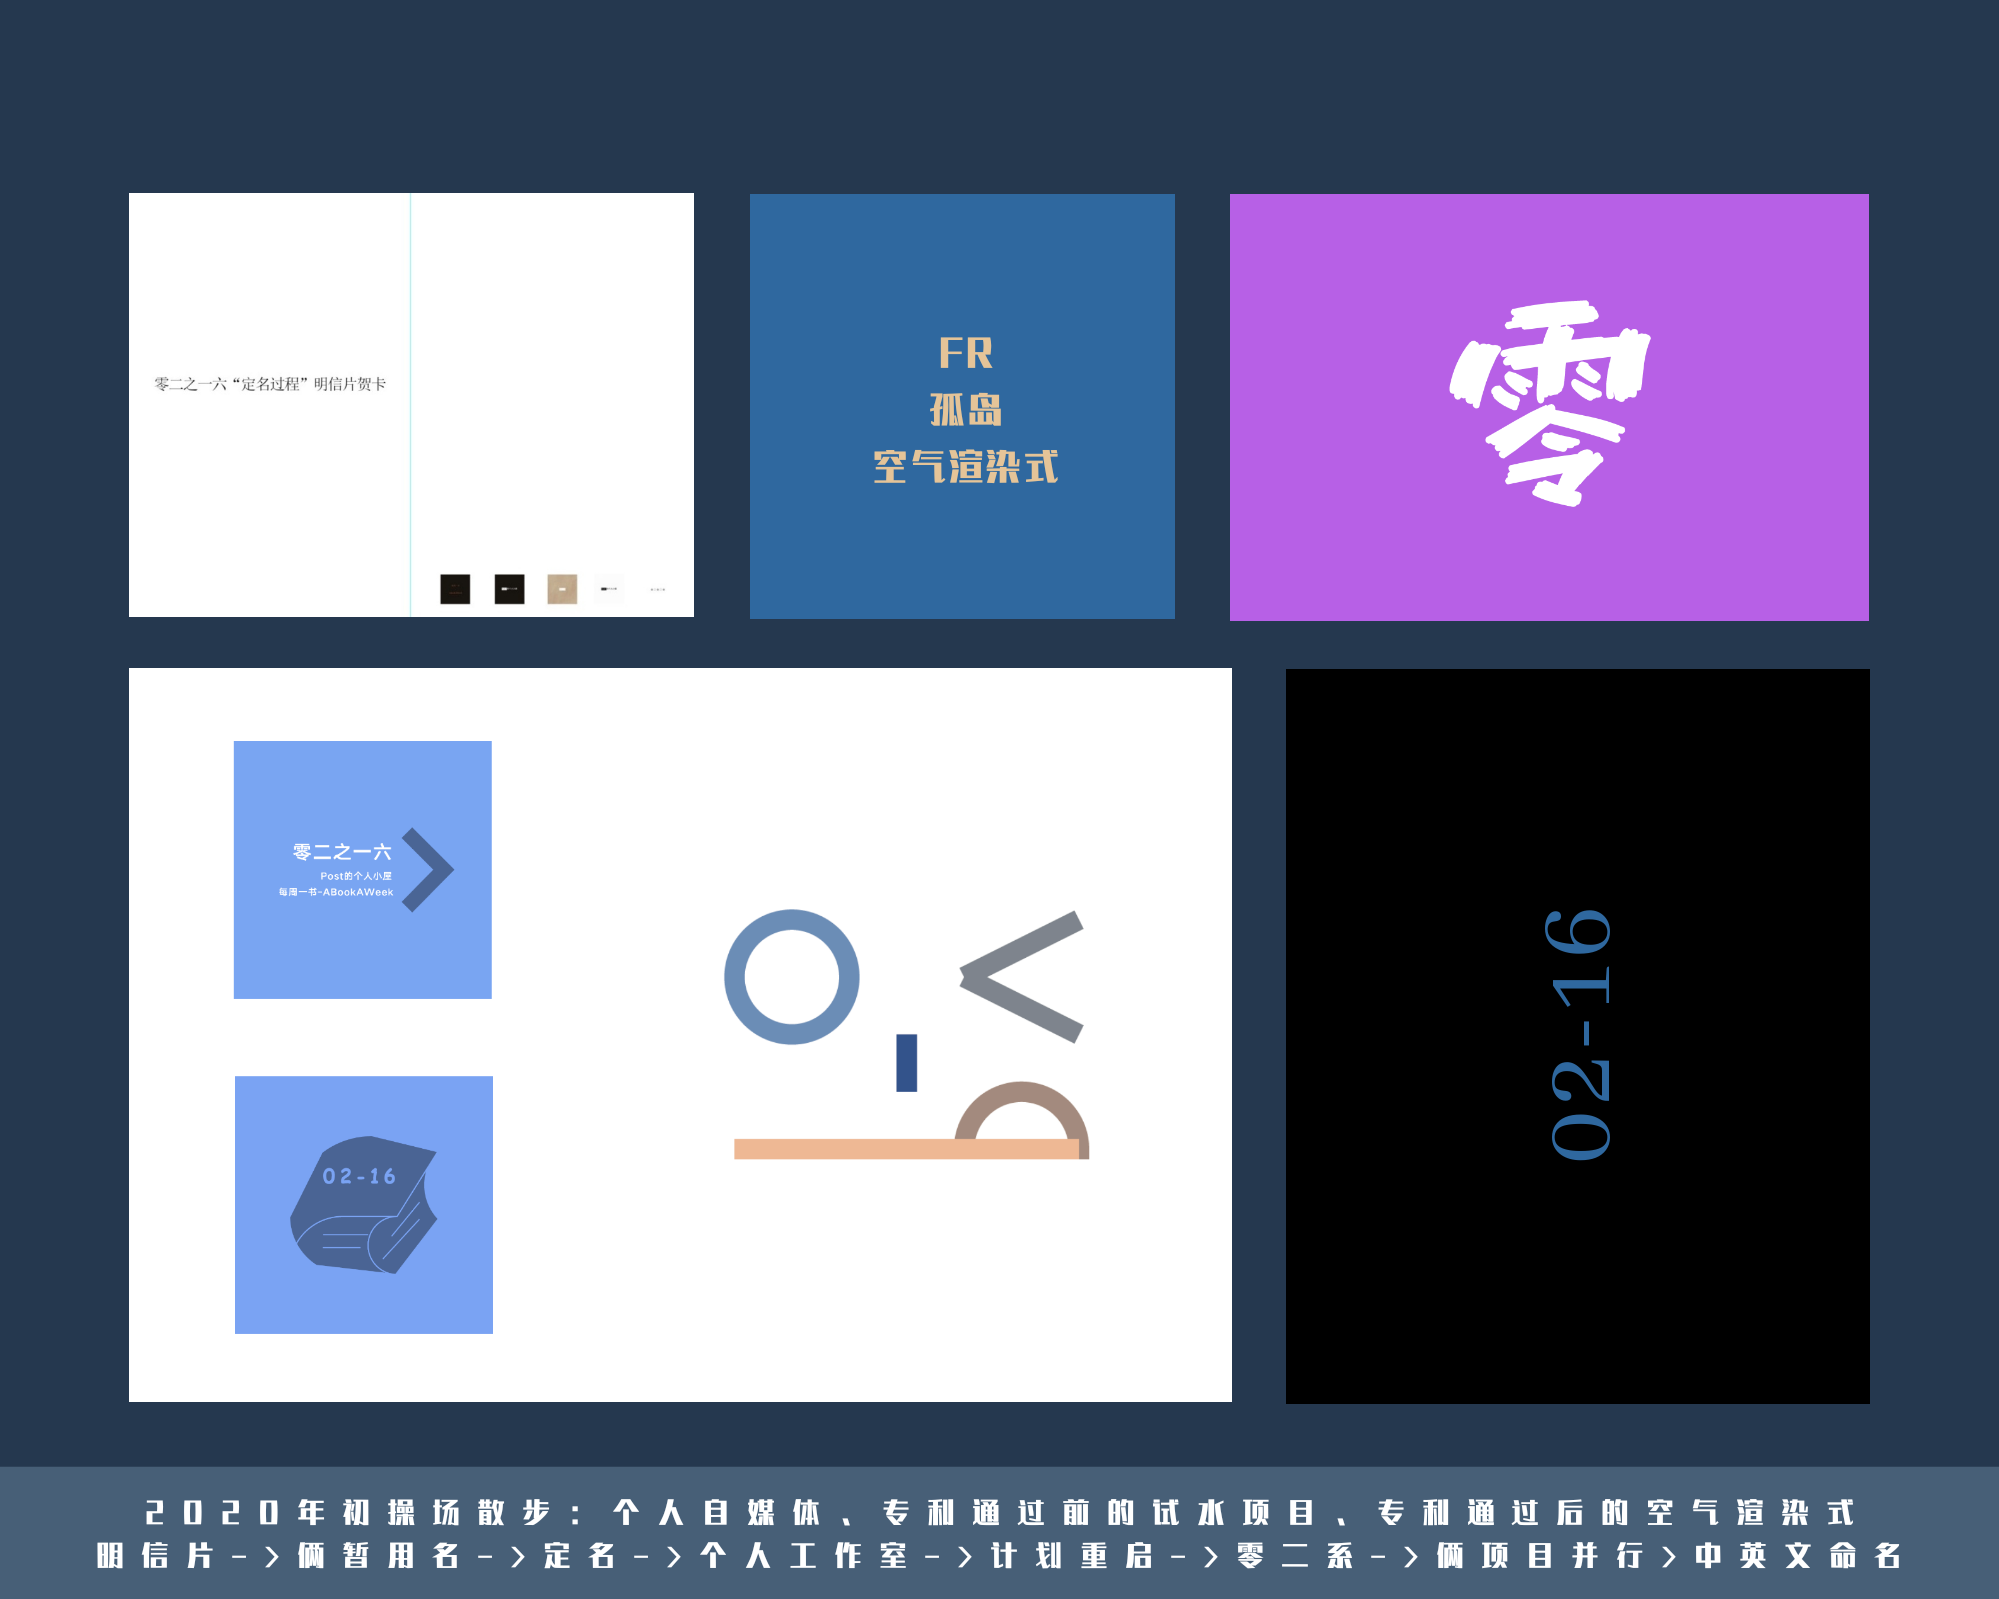 零二之一六“定名过程”明信片贺卡
FR
孤岛
空气渲染式
零
零二之一六
Post的个人小屋
每周一书-ABookAWeek
02-16
02-16
2020年初操场散步：个人自媒体、专利通过前的试水项目、专利通过后的空气渲染式
明信片->俩暂用名->定名->个人工作室->计划重启->零二系->俩项目并行>中英文命名